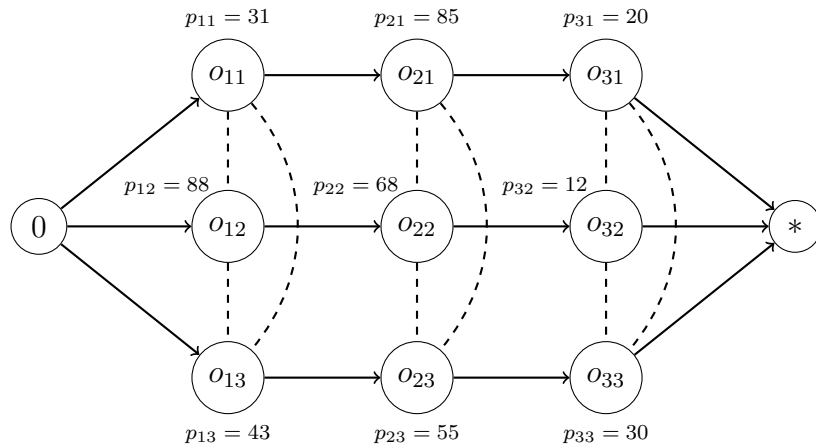 p₁₁ = 31 p₂₁ = 85 p₃₁ = 20
o₁₁ o₂₁ o₃₁
p₁₂ = 88 p₂₂ = 68 p₃₂ = 12
0 o₁₂ o₂₂ o₃₂ *
o₁₃ o₂₃ o₃₃
p₁₃ = 43 p₂₃ = 55 p₃₃ = 30